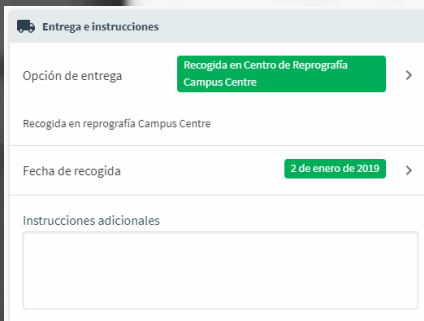 Entrega e instrucciones
Opción de entrega
Recogida en Centro de Reprografía
Campus Centre
Recogida en reprografía Campus Centre
Fecha de recogida
2 de enero de 2019
Instrucciones adicionales